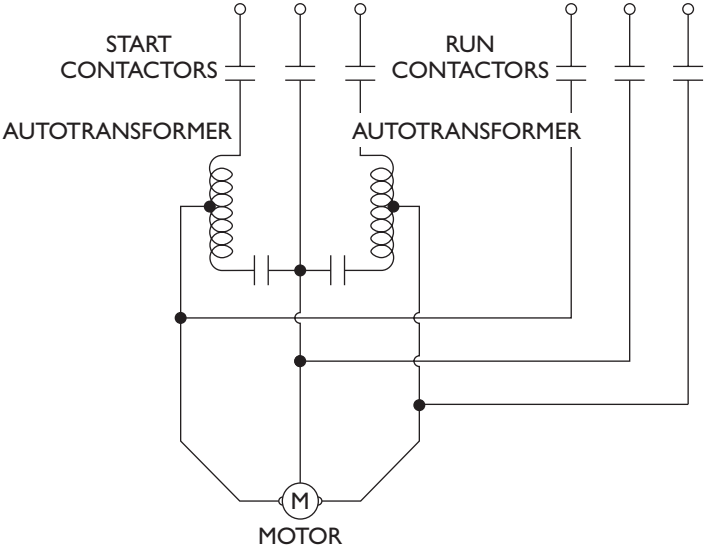 START
CONTACTORS
RUN
CONTACTORS
AUTOTRANSFORMER
AUTOTRANSFORMER
M
MOTOR